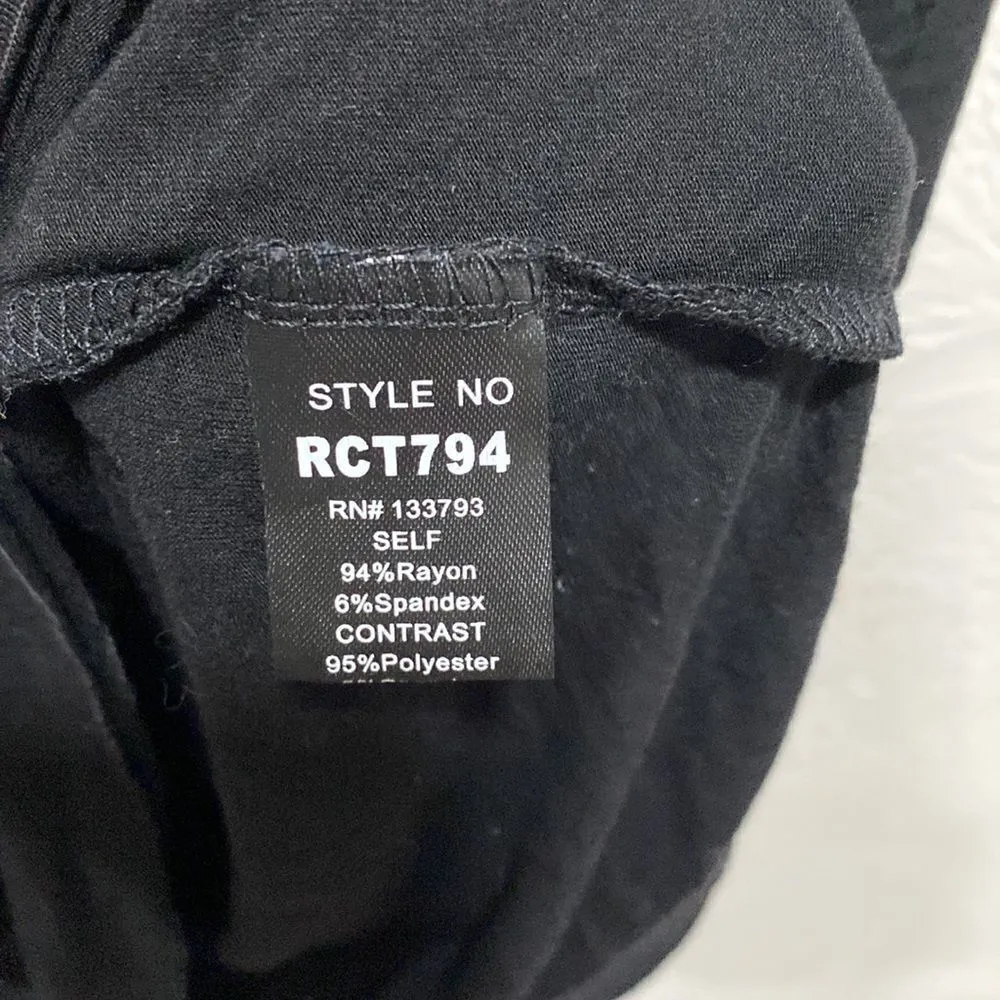 STYLE NO
RCT794
RN# 133793
SELF
94%Rayon
6%Spandex
CONTRAST
95%Polyester